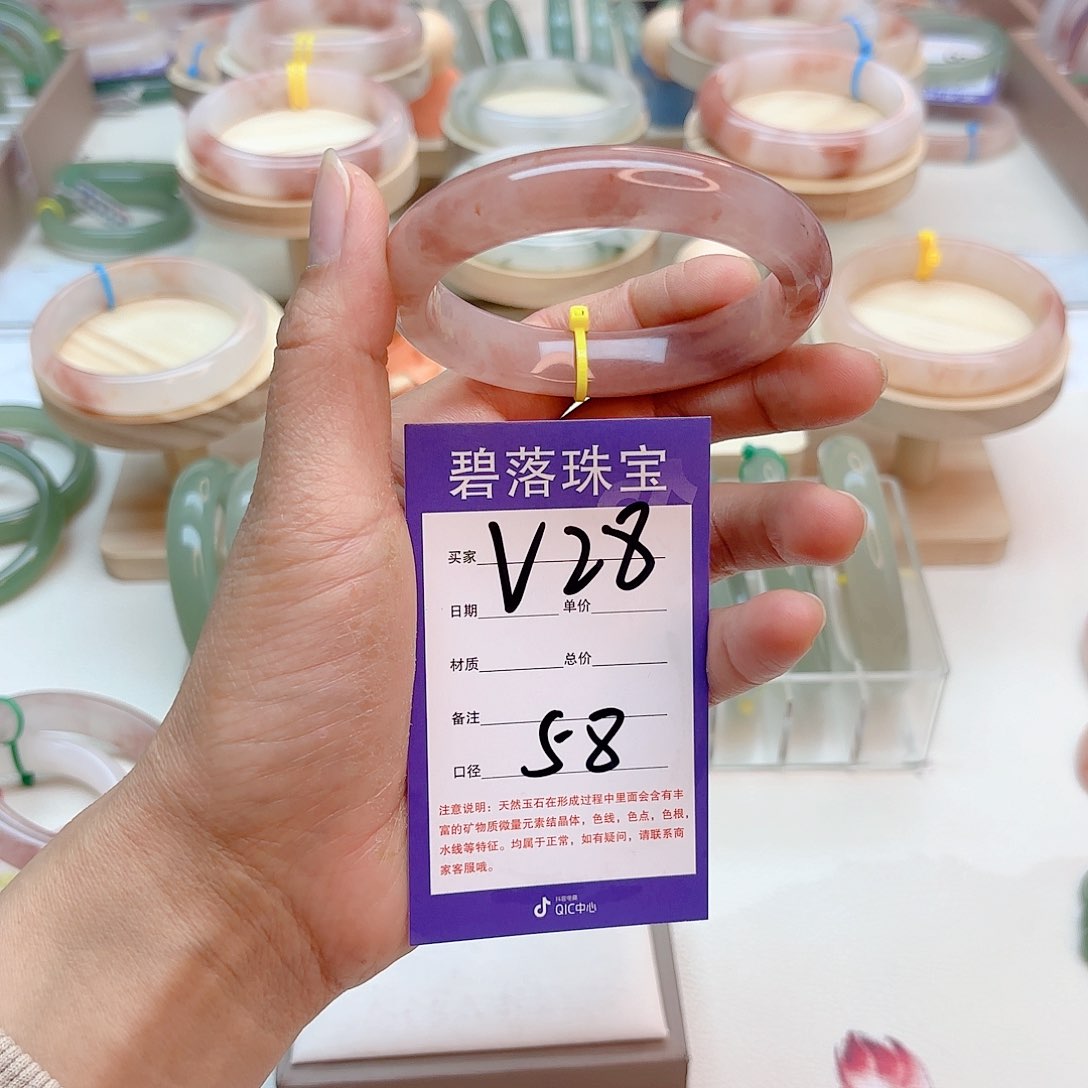 碧落珠宝
买家 V28
日期 单价
材质 总价
备注
口径 58
注意说明：天然玉石在形成过程中里面会含有丰
富的矿物质微量元素结晶体，色线，色点，色根，
水线等特征。均属于正常，如有疑问，请联系商
家客服哦。
抖音电商
QIC中心